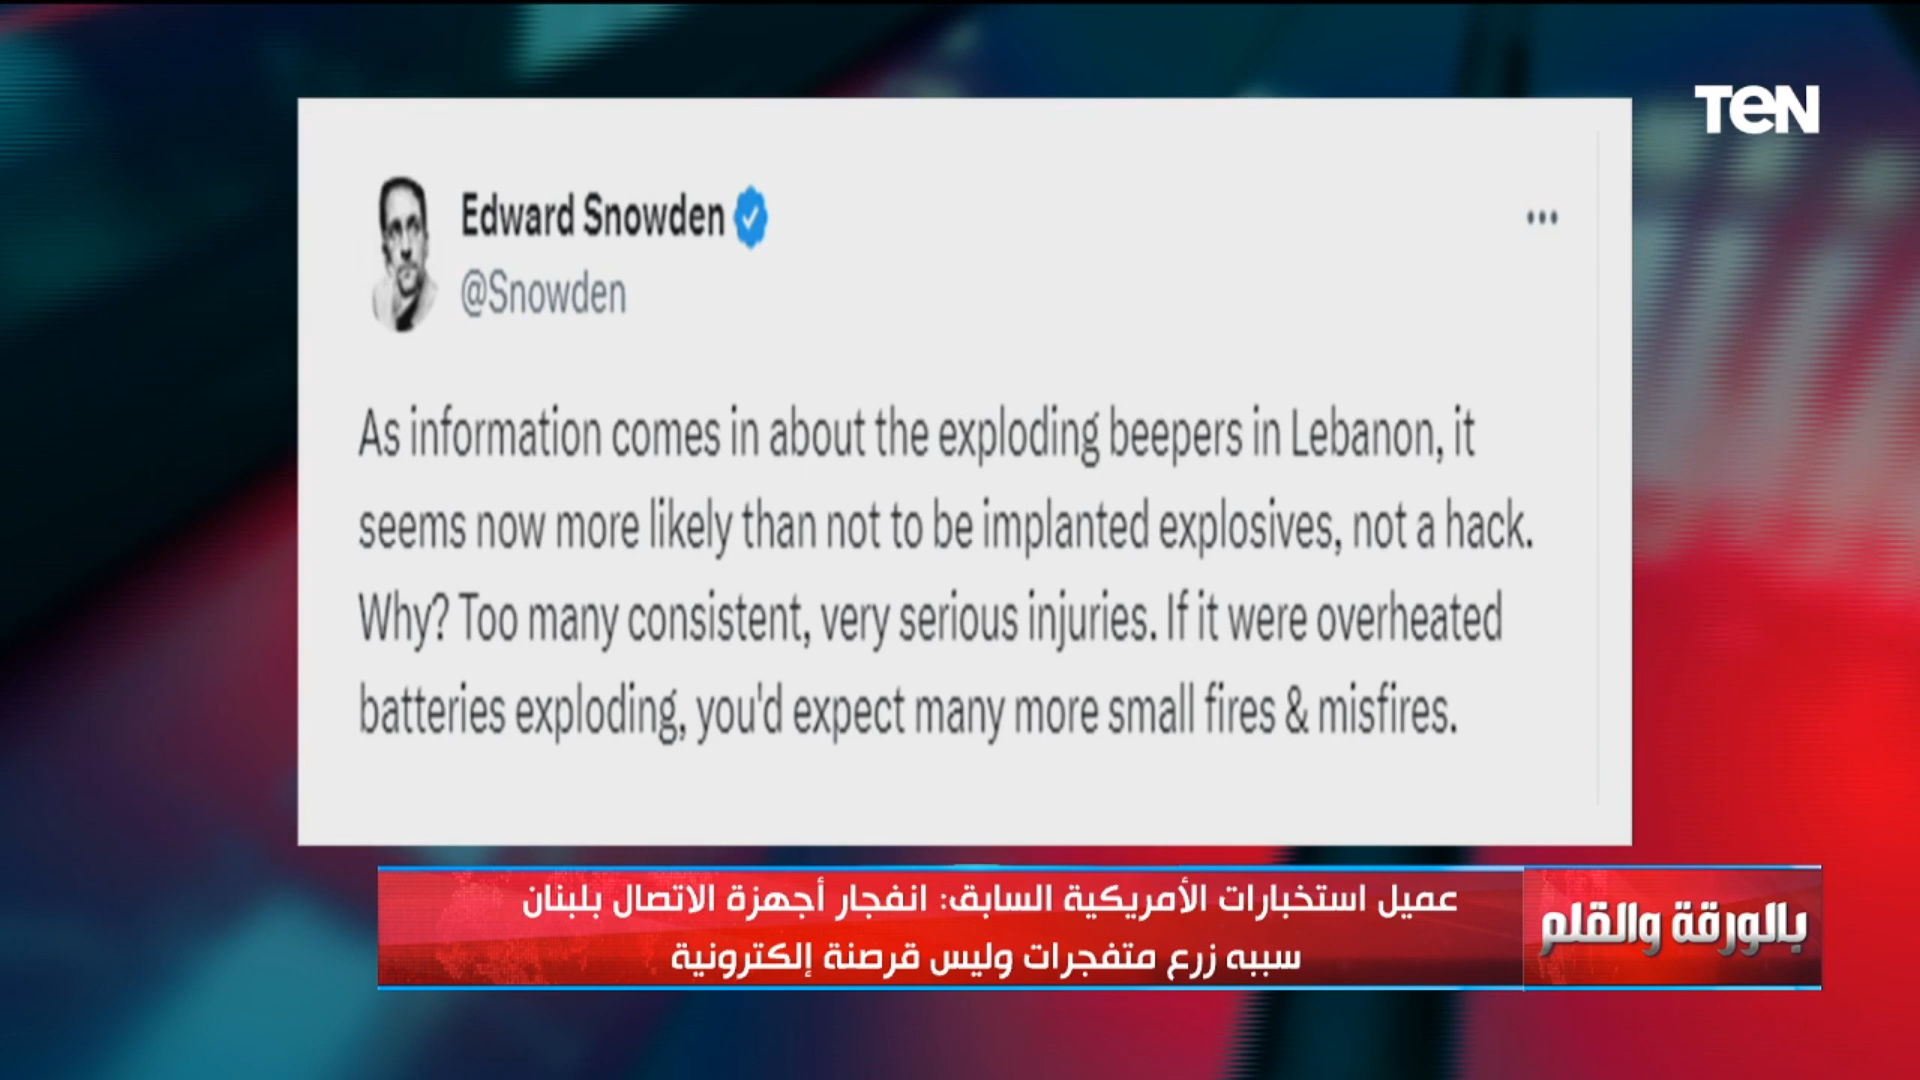 TEN
Edward Snowden
@Snowden
As information comes in about the exploding beepers in Lebanon, it
seems now more likely than not to be implanted explosives, not a hack.
Why? Too many consistent, very serious injuries. If it were overheated
batteries exploding, you'd expect many more small fires & misfires.
بالورقة والقلم
عميل استخبارات الأمريكية السابق: انفجار أجهزة الاتصال بلبنان
سببه زرع متفجرات وليس قرصنة إلكترونية